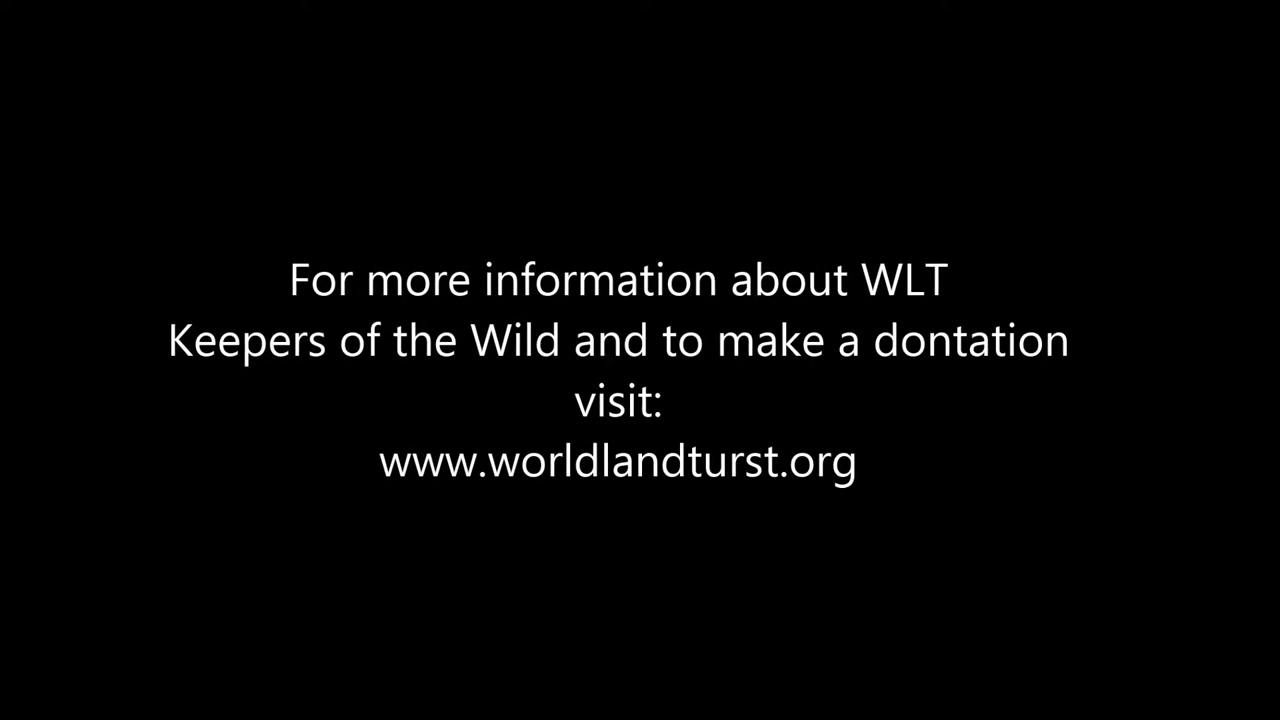 For more information about WLT
Keepers of the Wild and to make a dontation
visit:
www.worldlandturst.org